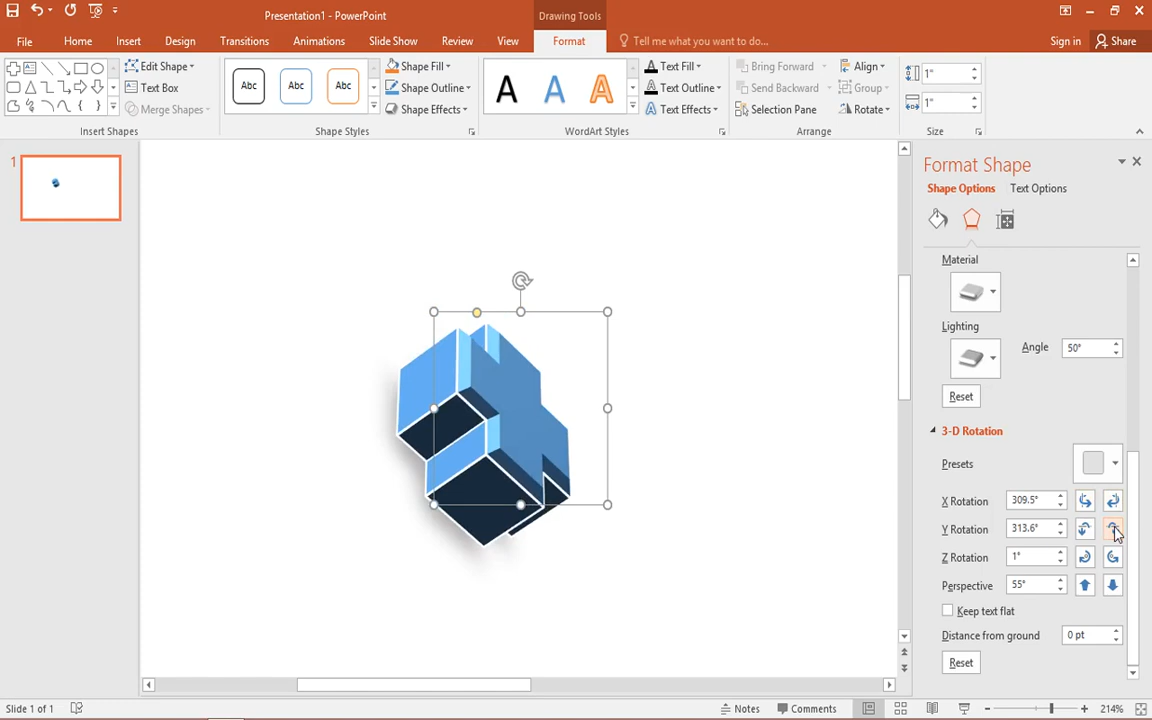 Presentation1 - PowerPoint
Drawing Tools
File Home Insert Design Transitions Animations Slide Show Review View Format Tell me what you want to do... Sign in Share
Edit Shape
Text Box
Merge Shapes
Insert Shapes
Abc Abc Abc
Shape Fill
Shape Outline
Shape Effects
Shape Styles
A A A
Text Fill
Text Outline
Text Effects
WordArt Styles
Bring Forward
Send Backward
Selection Pane
Align
Group
Rotate
Arrange
1"
1"
Size
1
Format Shape
Shape Options Text Options
Material
Lighting
Angle 50°
Reset
3-D Rotation
Presets
X Rotation 309.5°
Y Rotation 313.6°
Z Rotation 1°
Perspective 55°
Keep text flat
Distance from ground 0 pt
Reset
Slide 1 of 1
Notes
Comments
214%